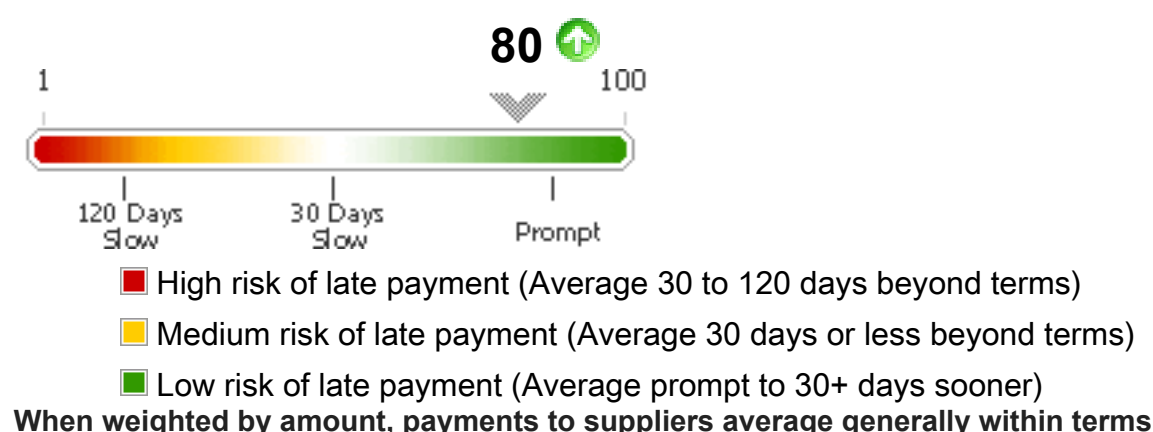 80
1 100
120 Days 30 Days Prompt
Slow Slow
High risk of late payment (Average 30 to 120 days beyond terms)
Medium risk of late payment (Average 30 days or less beyond terms)
Low risk of late payment (Average prompt to 30+ days sooner)
When weighted by amount, payments to suppliers average generally within terms